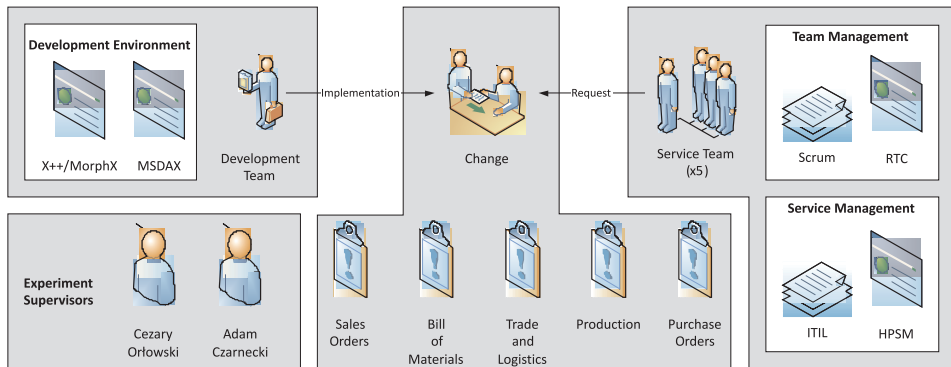 Development Environment
X++/MorphX
MSDAX
Development
Team
Implementation
Change
Request
Service Team
(x5)
Team Management
Scrum
RTC
Service Management
ITIL
HPSM
Experiment
Supervisors
Cezary
Orłowski
Adam
Czarnecki
Sales
Orders
Bill
of
Materials
Trade
and
Logistics
Production
Purchase
Orders